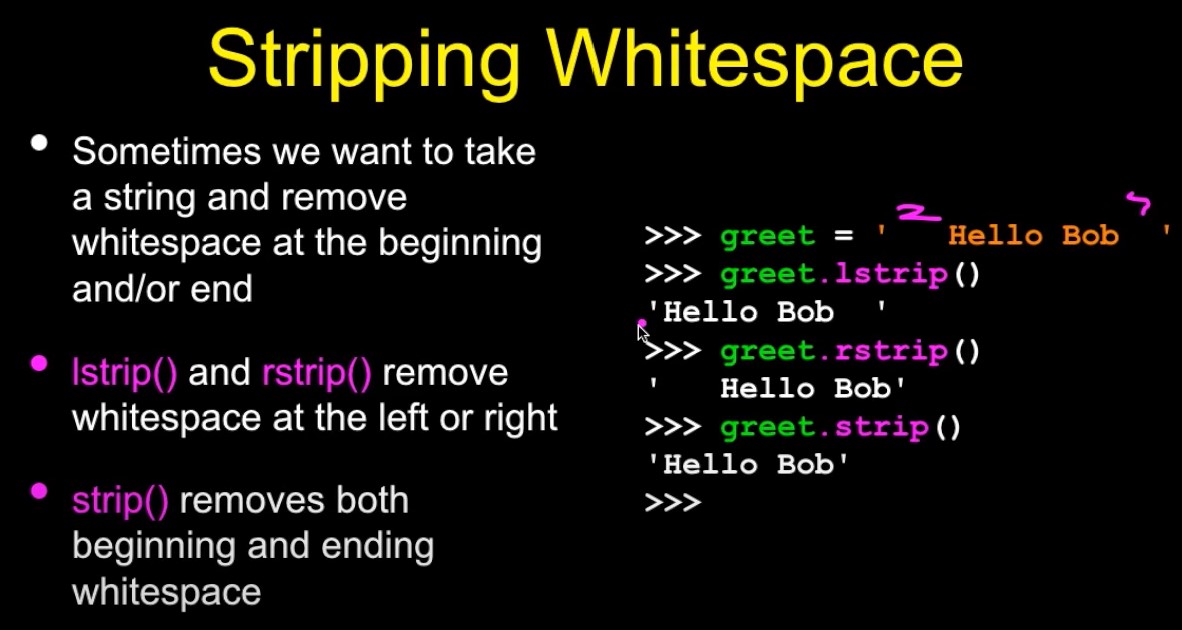 Stripping Whitespace
• Sometimes we want to take
a string and remove
whitespace at the beginning
and/or end
• lstrip() and rstrip() remove
whitespace at the left or right
• strip() removes both
beginning and ending
whitespace
>>> greet = '   Hello Bob  '
>>> greet.lstrip()
'Hello Bob  '
>>> greet.rstrip()
'   Hello Bob'
>>> greet.strip()
'Hello Bob'
>>>